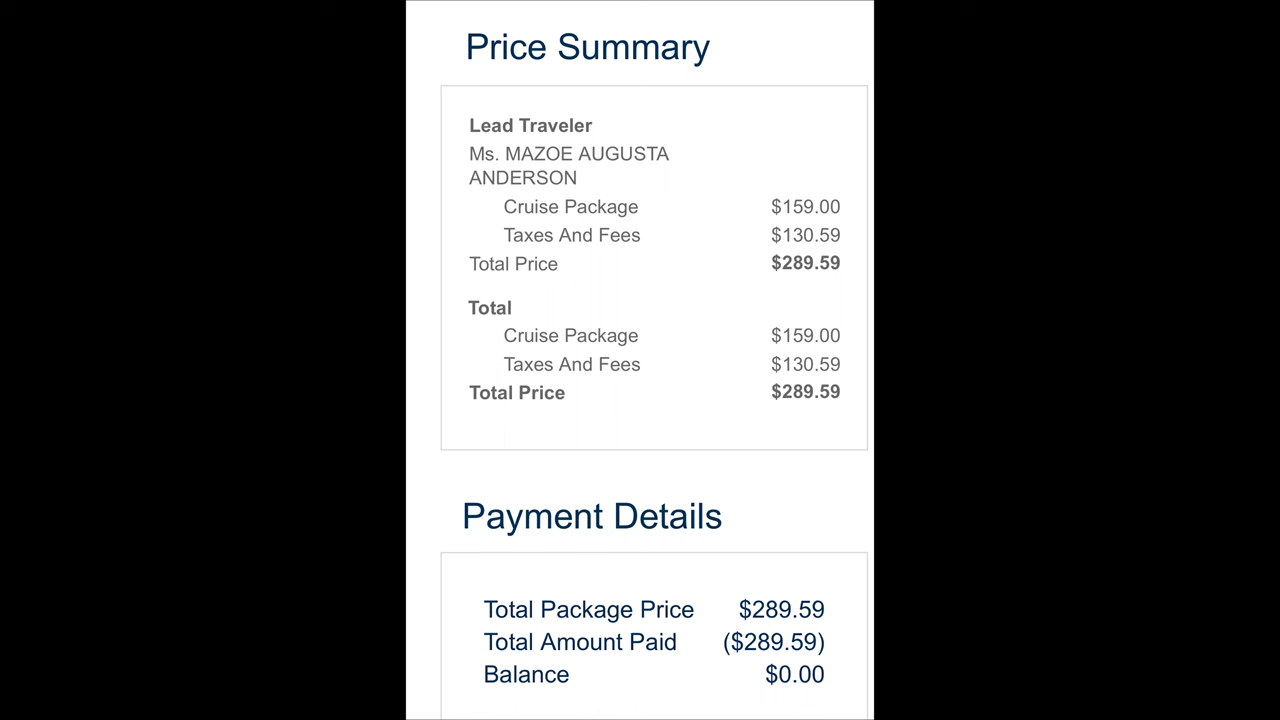 Price Summary
Lead Traveler
Ms. MAZOE AUGUSTA
ANDERSON
Cruise Package $159.00
Taxes And Fees $130.59
Total Price $289.59
Total
Cruise Package $159.00
Taxes And Fees $130.59
Total Price $289.59
Payment Details
Total Package Price $289.59
Total Amount Paid ($289.59)
Balance $0.00